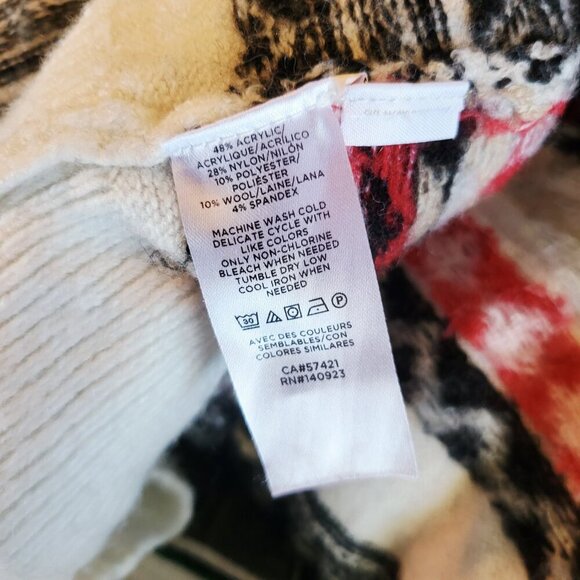 48% ACRYLIC/
ACRYLIQUE/ACRÍLICO
28% NYLON/NILÓN
10% POLYESTER/
POLIÉSTER
10% WOOL/LAINE/LANA
4% SPANDEX
MACHINE WASH COLD
DELICATE CYCLE WITH
LIKE COLORS
ONLY NON-CHLORINE
BLEACH WHEN NEEDED
TUMBLE DRY LOW
COOL IRON WHEN
NEEDED
30 P
AVEC DES COULEURS
SEMBLABLES/CON
COLORES SIMILARES
CA#57421
RN#140923